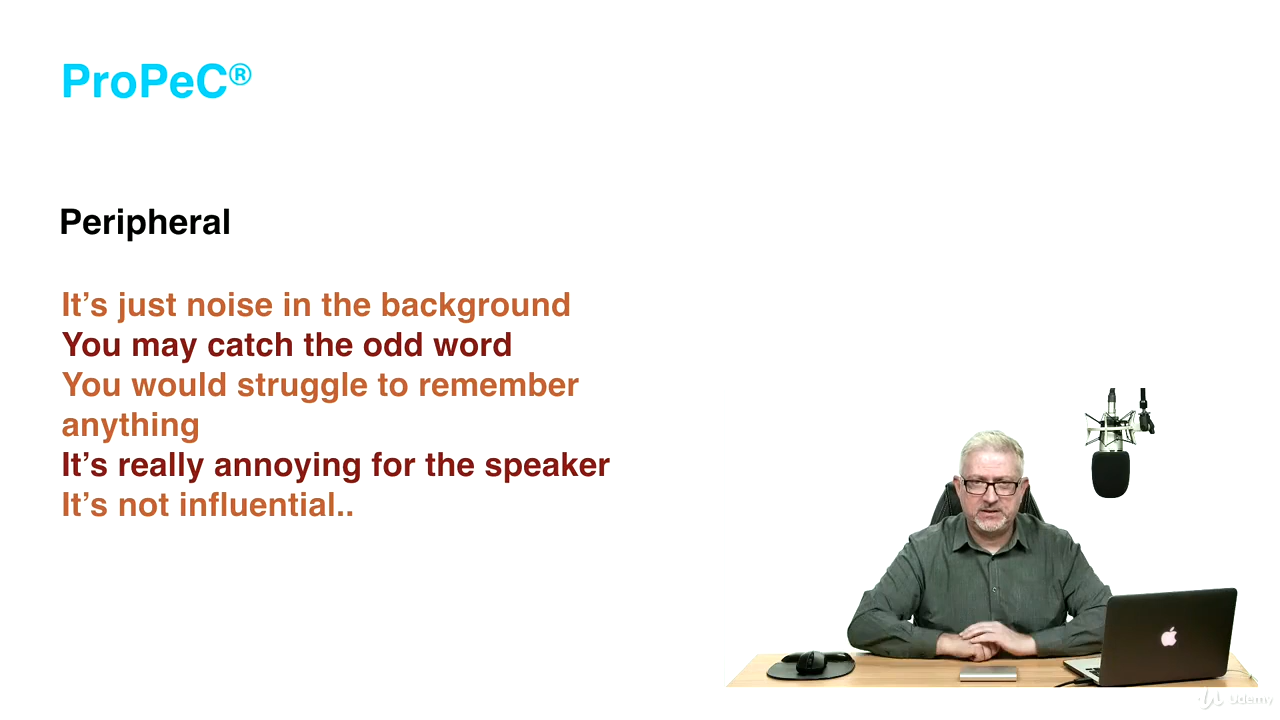 ProPeC®
Peripheral
It’s just noise in the background
You may catch the odd word
You would struggle to remember
anything
It’s really annoying for the speaker
It’s not influential..
Udemy